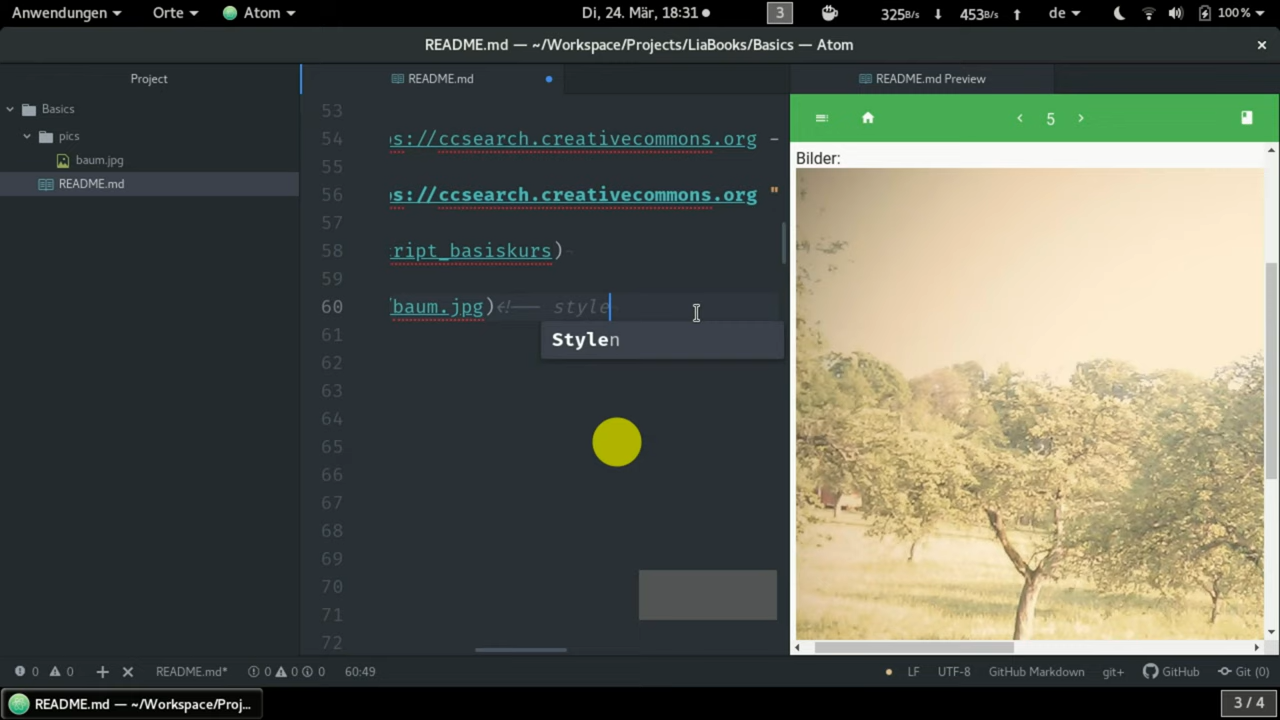 Anwendungen Orte Atom Di, 24. Mär, 18:31 3 325B/s 453B/s de 100%
README.md — ~/Workspace/Projects/LiaBooks/Basics — Atom
Project README.md README.md Preview
53
Basics
54 ps://ccsearch.creativecommons.org -
5
pics
55
Bilder:
baum.jpg
README.md
56 ps://ccsearch.creativecommons.org "
57
58 ript_basiskurs)
59
60 baum.jpg)<!-- style
61
Stylen
62
63
64
65
66
67
68
69
70
71
72
0 0 README.md* 0 0 0 60:49 LF UTF-8 GitHub Markdown git+ GitHub Git (0)
README.md — ~/Workspace/Proj... 3 / 4